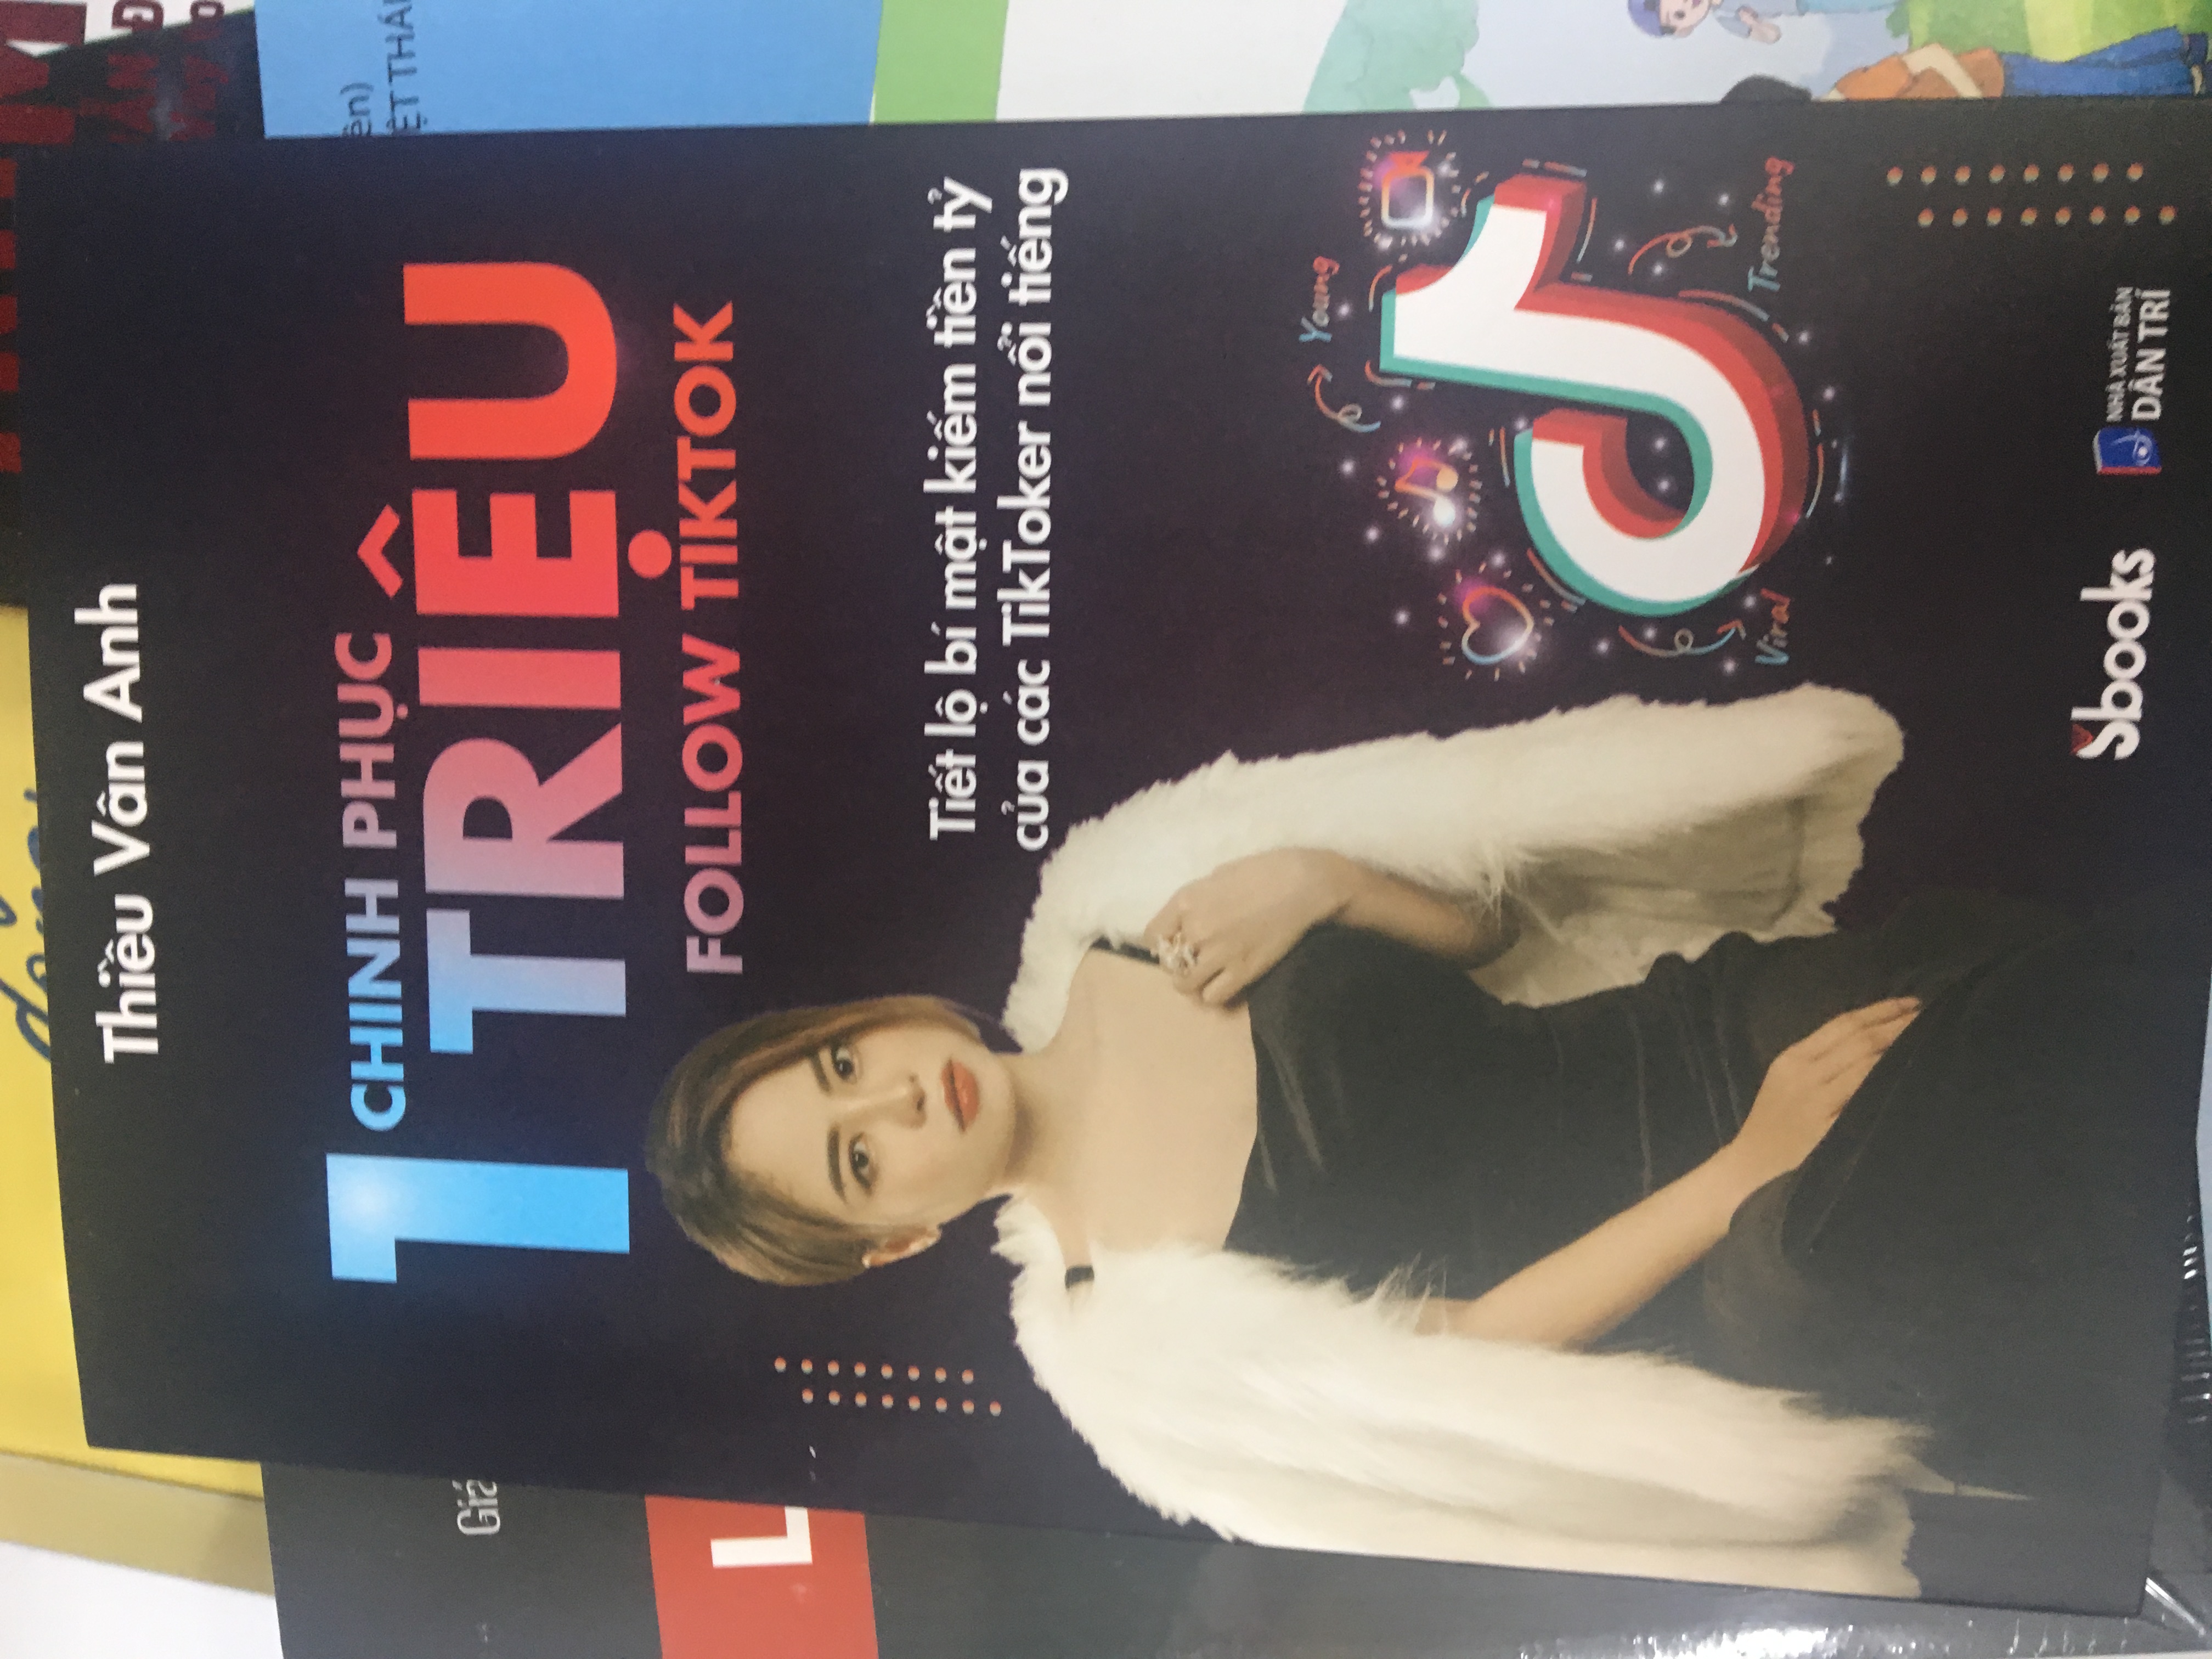 Thiều Vân Anh
1 CHINH PHỤC
TRIỆU
FOLLOW TIKTOK
Tiết lộ bí mật kiếm tiền tỷ
của các TikToker nổi tiếng
Young
Viral
Trending
Sbooks
NHÀ XUẤT BẢN
DÂN TRÍ
Giá
L